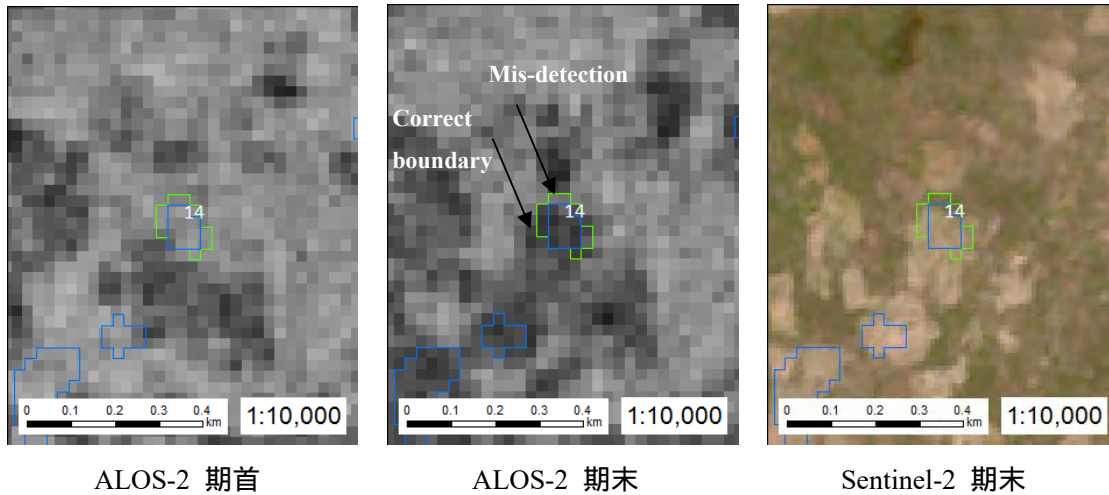 14
0 0.1 0.2 0.3 0.4
km
1:10,000
ALOS-2 期首
Mis-detection
Correct
boundary
14
0 0.1 0.2 0.3 0.4
km
1:10,000
ALOS-2 期末
14
0 0.1 0.2 0.3 0.4
km
1:10,000
Sentinel-2 期末